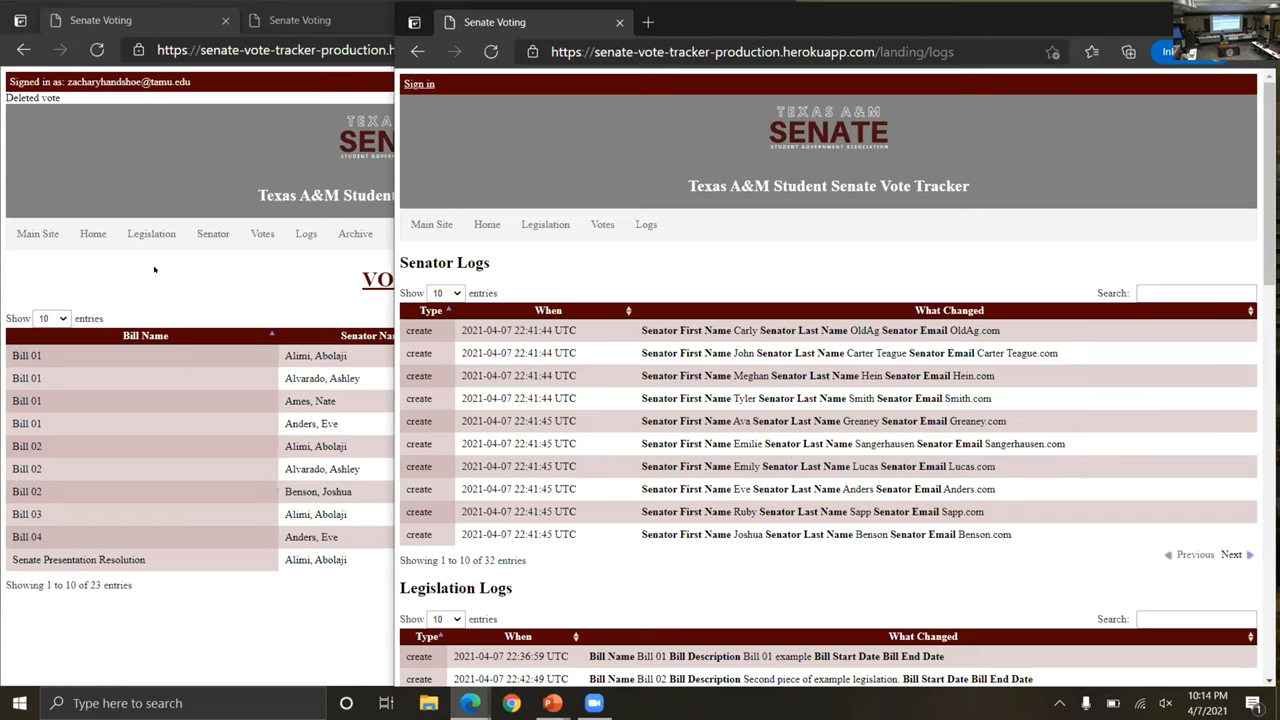 Senate Voting
Senate Voting
https://senate-vote-tracker-production.h
Signed in as: zacharyhandshoe@tamu.edu
Deleted vote
TEXAS
SEN
STUDENT GOVERN
Texas A&M Student
Main Site Home Legislation Senator Votes Logs Archive
VO
Show 10 entries
Bill Name Senator Na
Bill 01 Alimi, Abolaji
Bill 01 Alvarado, Ashley
Bill 01 Ames, Nate
Bill 01 Anders, Eve
Bill 02 Alimi, Abolaji
Bill 02 Alvarado, Ashley
Bill 02 Benson, Joshua
Bill 03 Alimi, Abolaji
Bill 04 Anders, Eve
Senate Presentation Resolution Alimi, Abolaji
Showing 1 to 10 of 23 entries
Senate Voting
https://senate-vote-tracker-production.herokuapp.com/landing/logs
Sign in
TEXAS A&M
SENATE
STUDENT GOVERNMENT ASSOCIATION
Texas A&M Student Senate Vote Tracker
Main Site Home Legislation Votes Logs
Senator Logs
Show 10 entries Search:
Type When What Changed
create 2021-04-07 22:41:44 UTC Senator First Name Carly Senator Last Name OldAg Senator Email OldAg.com
create 2021-04-07 22:41:44 UTC Senator First Name John Senator Last Name Carter Teague Senator Email Carter Teague.com
create 2021-04-07 22:41:44 UTC Senator First Name Meghan Senator Last Name Hein Senator Email Hein.com
create 2021-04-07 22:41:44 UTC Senator First Name Tyler Senator Last Name Smith Senator Email Smith.com
create 2021-04-07 22:41:45 UTC Senator First Name Ava Senator Last Name Greaney Senator Email Greaney.com
create 2021-04-07 22:41:45 UTC Senator First Name Emilie Senator Last Name Sangerhausen Senator Email Sangerhausen.com
create 2021-04-07 22:41:45 UTC Senator First Name Emily Senator Last Name Lucas Senator Email Lucas.com
create 2021-04-07 22:41:45 UTC Senator First Name Eve Senator Last Name Anders Senator Email Anders.com
create 2021-04-07 22:41:45 UTC Senator First Name Ruby Senator Last Name Sapp Senator Email Sapp.com
create 2021-04-07 22:41:45 UTC Senator First Name Joshua Senator Last Name Benson Senator Email Benson.com
Showing 1 to 10 of 32 entries Previous Next
Legislation Logs
Show 10 entries Search:
Type When What Changed
create 2021-04-07 22:36:59 UTC Bill Name Bill 01 Bill Description Bill 01 example Bill Start Date Bill End Date
create 2021-04-07 22:42:49 UTC Bill Name Bill 02 Bill Description Second piece of example legislation. Bill Start Date Bill End Date
Type here to search
10:14 PM
4/7/2021